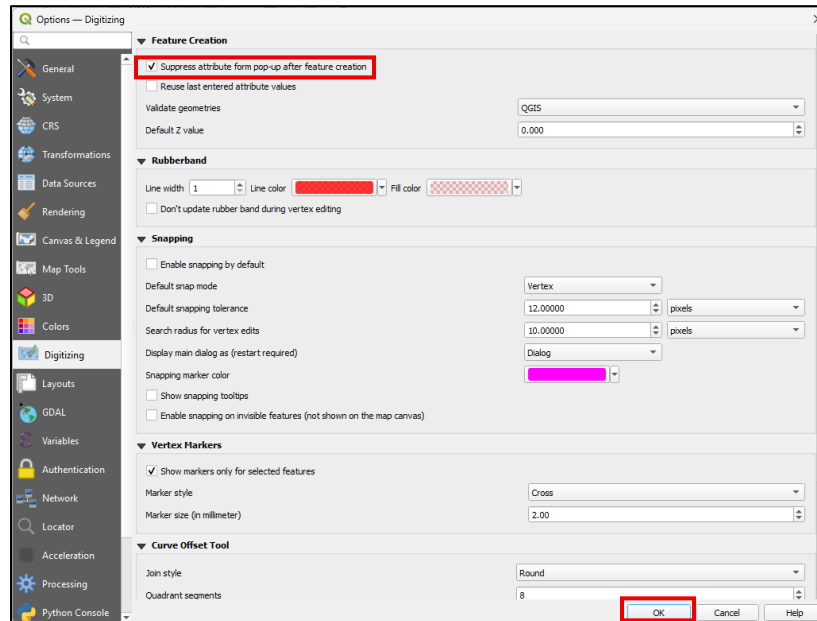 Options — Digitizing
General
System
CRS
Transformations
Data Sources
Rendering
Canvas & Legend
Map Tools
3D
Colors
Digitizing
Layouts
GDAL
Variables
Authentication
Network
Locator
Acceleration
Processing
Python Console
Feature Creation
Suppress attribute form pop-up after feature creation
Reuse last entered attribute values
Validate geometries QGIS
Default Z value 0.000
Rubberband
Line width 1 Line color Fill color
Don't update rubber band during vertex editing
Snapping
Enable snapping by default
Default snap mode Vertex
Default snapping tolerance 12.00000 pixels
Search radius for vertex edits 10.00000 pixels
Display main dialog as (restart required) Dialog
Snapping marker color
Show snapping tooltips
Enable snapping on invisible features (not shown on the map canvas)
Vertex Markers
Show markers only for selected features
Marker style Cross
Marker size (in millimeter) 2.00
Curve Offset Tool
Join style Round
Quadrant segments 8
OK Cancel Help